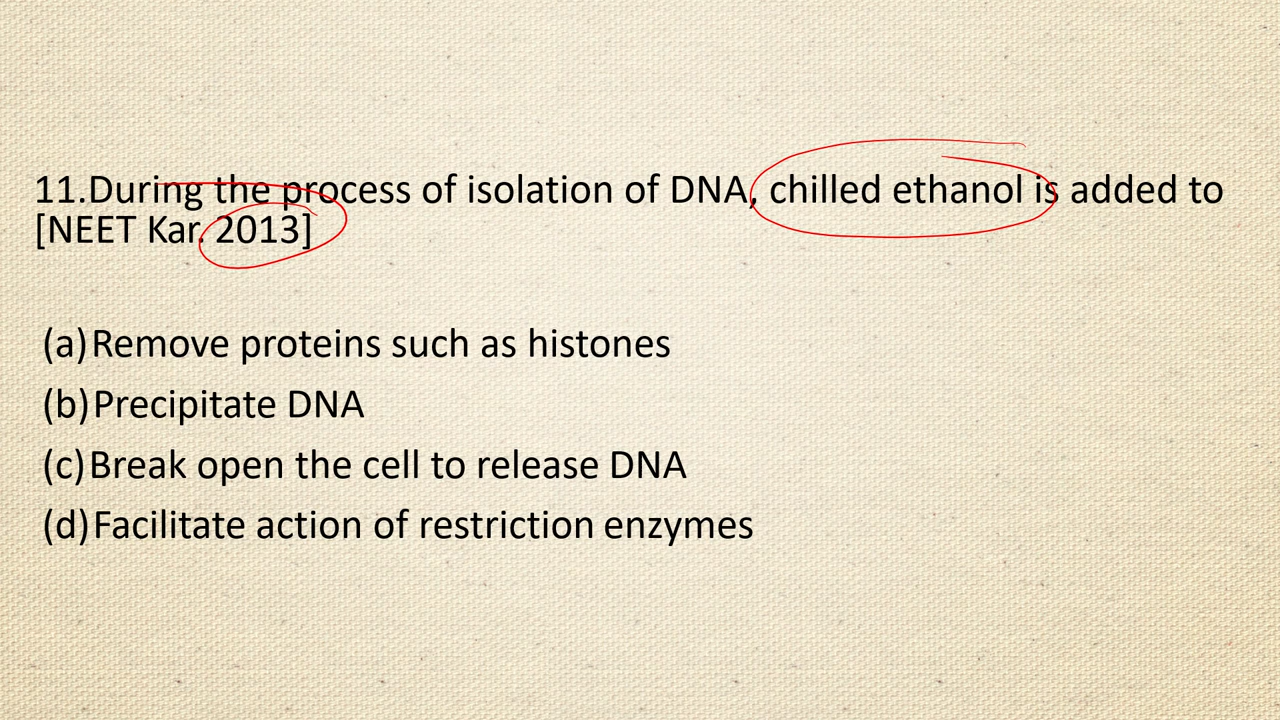 11.During the process of isolation of DNA, chilled ethanol is added to
[NEET Kar. 2013]
(a) Remove proteins such as histones
(b) Precipitate DNA
(c) Break open the cell to release DNA
(d) Facilitate action of restriction enzymes